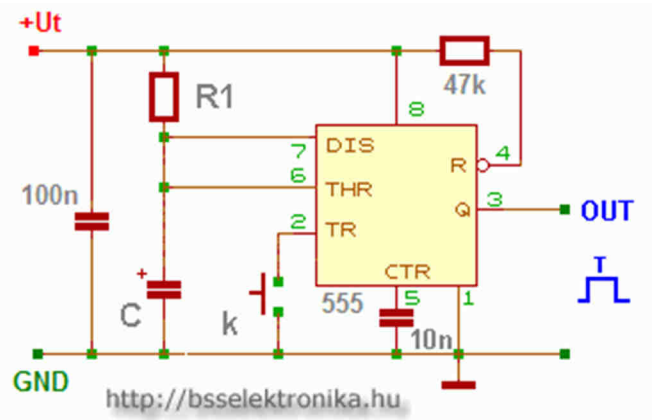 +Ut
R1
47k
8
7
DIS
R
4
6
THR
100n
2
TR
Q
3
OUT
+
C
k
CTR
T
555
5
1
10n
GND
http://bsselektronika.hu